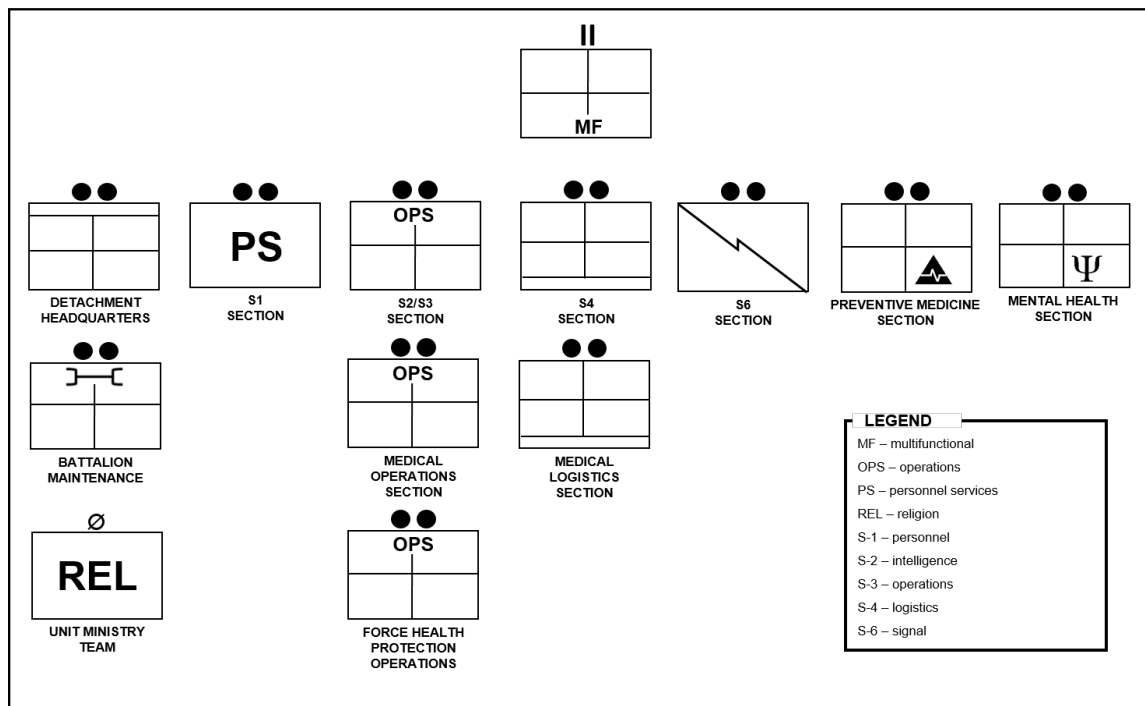 MF
DETACHMENT
HEADQUARTERS
PS
S1
SECTION
OPS
S2/S3
SECTION
S4
SECTION
S6
SECTION
PREVENTIVE MEDICINE
SECTION
Ψ
MENTAL HEALTH
SECTION
BATTALION
MAINTENANCE
OPS
MEDICAL
OPERATIONS
SECTION
MEDICAL
LOGISTICS
SECTION
REL
UNIT MINISTRY
TEAM
OPS
FORCE HEALTH
PROTECTION
OPERATIONS
LEGEND
MF – multifunctional
OPS – operations
PS – personnel services
REL – religion
S-1 – personnel
S-2 – intelligence
S-3 – operations
S-4 – logistics
S-6 – signal